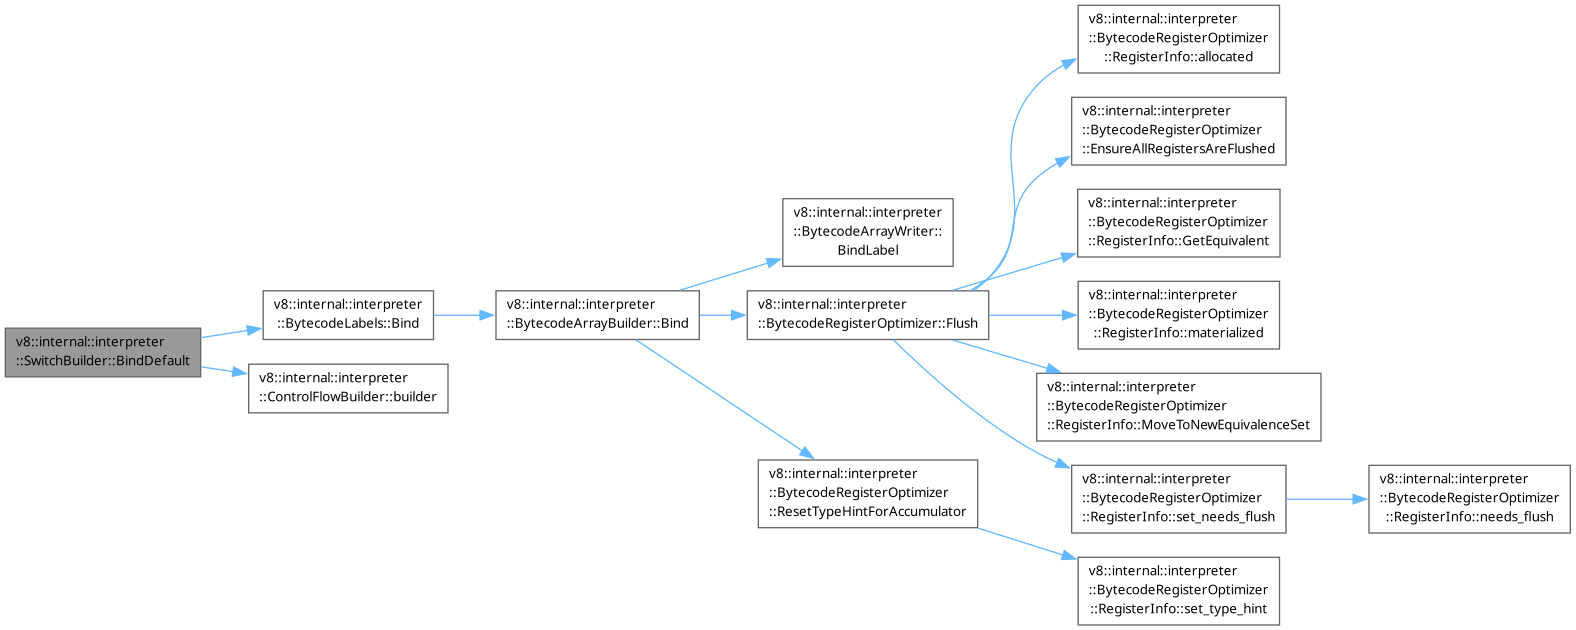 v8::internal::interpreter
::SwitchBuilder::BindDefault
v8::internal::interpreter
::BytecodeLabels::Bind
v8::internal::interpreter
::ControlFlowBuilder::builder
v8::internal::interpreter
::BytecodeArrayBuilder::Bind
v8::internal::interpreter
::BytecodeArrayWriter::
BindLabel
v8::internal::interpreter
::BytecodeRegisterOptimizer::Flush
v8::internal::interpreter
::BytecodeRegisterOptimizer
::ResetTypeHintForAccumulator
v8::internal::interpreter
::BytecodeRegisterOptimizer
::RegisterInfo::allocated
v8::internal::interpreter
::BytecodeRegisterOptimizer
::EnsureAllRegistersAreFlushed
v8::internal::interpreter
::BytecodeRegisterOptimizer
::RegisterInfo::GetEquivalent
v8::internal::interpreter
::BytecodeRegisterOptimizer
::RegisterInfo::materialized
v8::internal::interpreter
::BytecodeRegisterOptimizer
::RegisterInfo::MoveToNewEquivalenceSet
v8::internal::interpreter
::BytecodeRegisterOptimizer
::RegisterInfo::set_needs_flush
v8::internal::interpreter
::BytecodeRegisterOptimizer
::RegisterInfo::needs_flush
v8::internal::interpreter
::BytecodeRegisterOptimizer
::RegisterInfo::set_type_hint